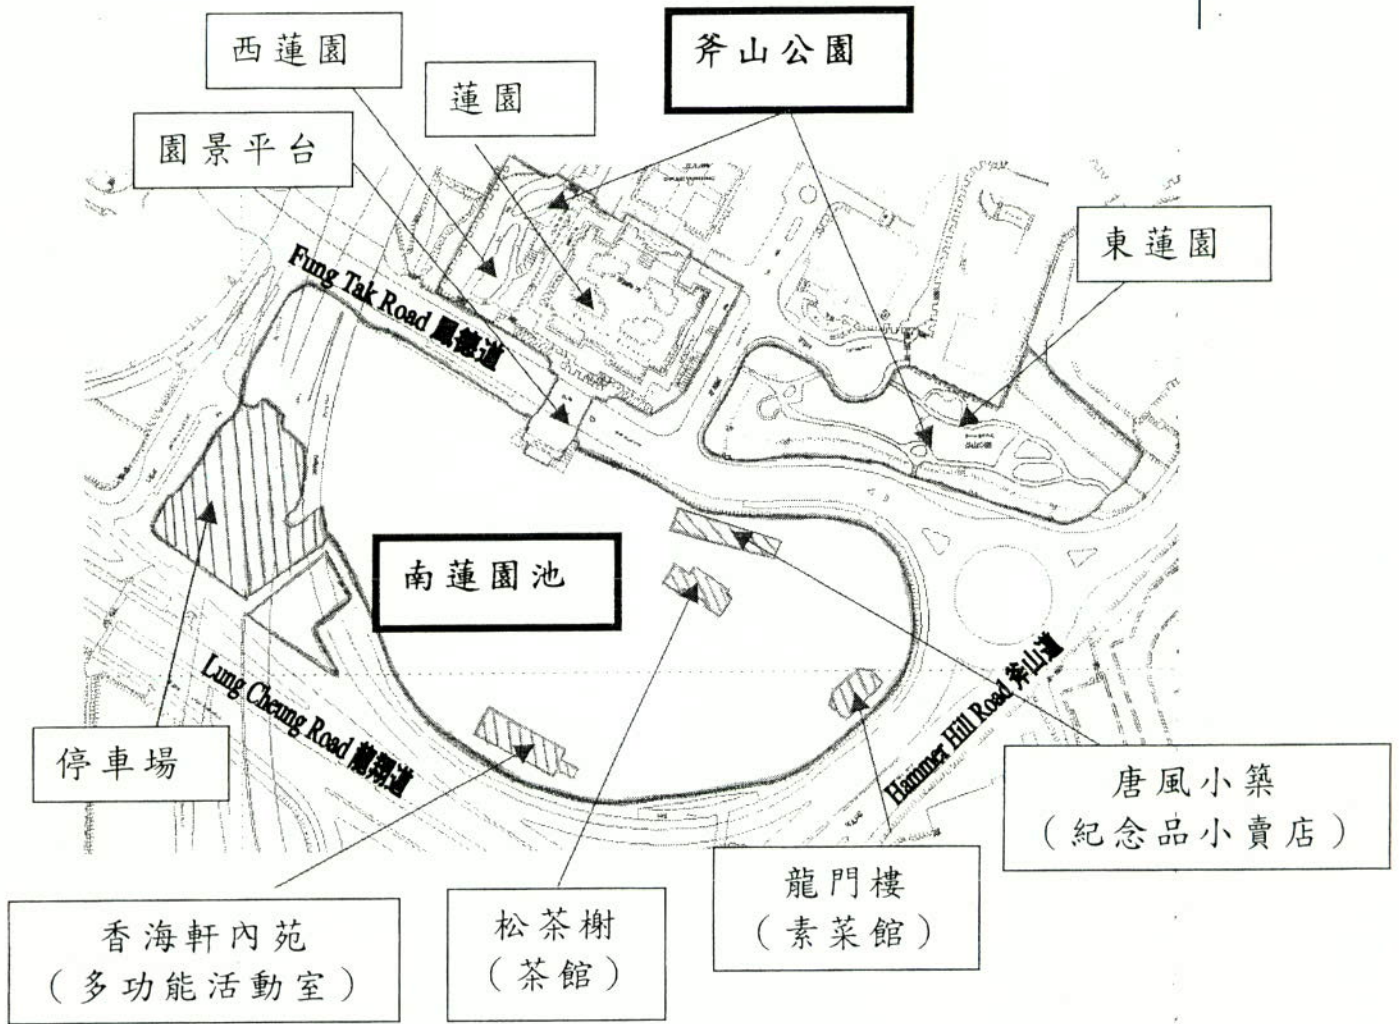 西蓮園
斧山公園
蓮園
園景平台
東蓮園
Fung Tak Road 鳳德道
南蓮園池
Lung Cheung Road 龍翔道
Hammer Hill Road 斧山道
停車場
唐風小築
（紀念品小賣店）
龍門樓
（素菜館）
松茶榭
（茶館）
香海軒內苑
（多功能活動室）